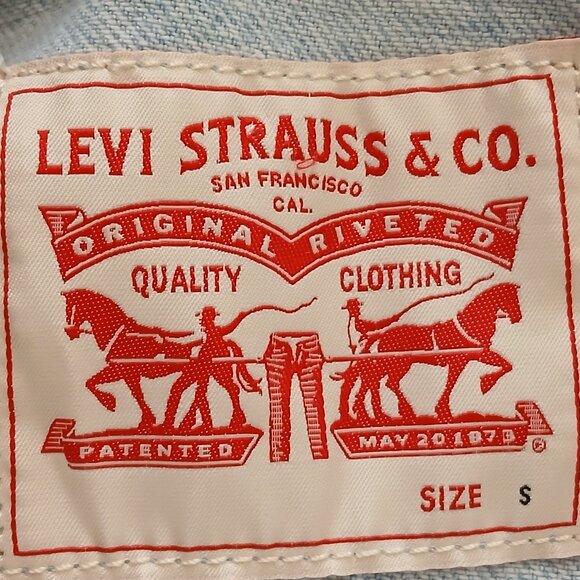 LEVI STRAUSS & CO.
SAN FRANCISCO
CAL.
ORIGINAL RIVETED
QUALITY CLOTHING
PATENTED MAY 20 1873 ®
SIZE S